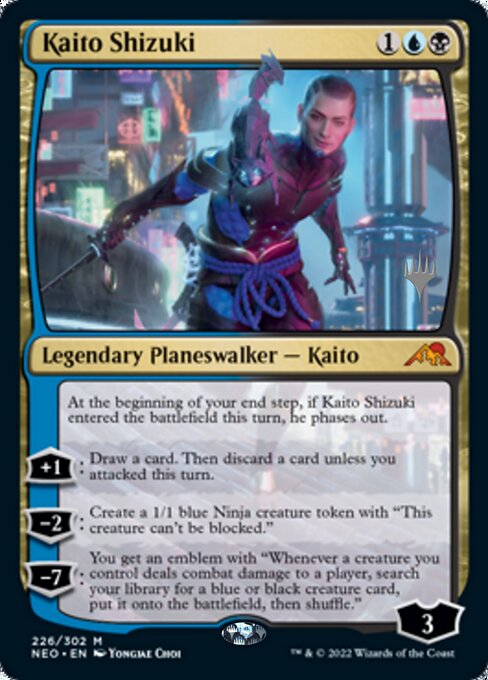 Kaito Shizuki 1
Legendary Planeswalker — Kaito
At the beginning of your end step, if Kaito Shizuki
entered the battlefield this turn, he phases out.
+1 : Draw a card. Then discard a card unless you
attacked this turn.
−2 : Create a 1/1 blue Ninja creature token with “This
creature can't be blocked.”
You get an emblem with “Whenever a creature you
−7 : control deals combat damage to a player, search
your library for a blue or black creature card,
put it onto the battlefield, then shuffle.”
3
226/302 M
NEO • EN Yongjae Choi ™ & © 2022 Wizards of the Coast